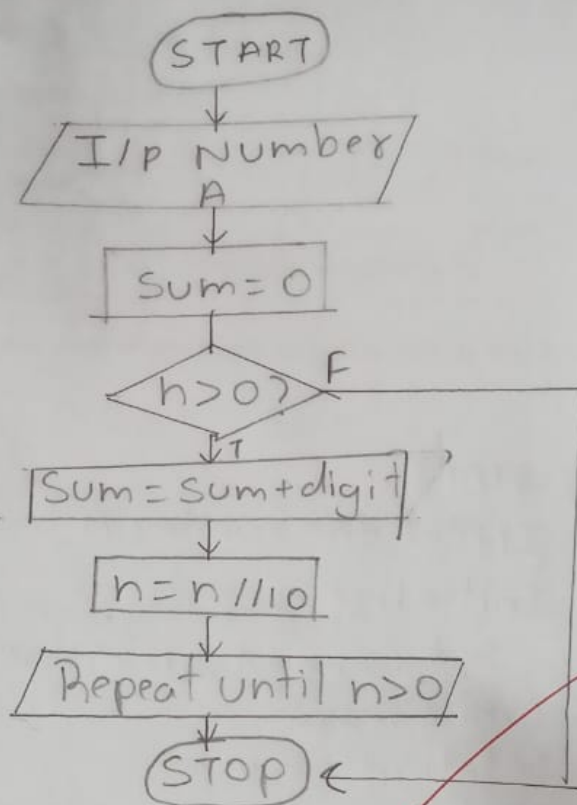 START
I/p Number
A
Sum = 0
n>0?
F
T
Sum = sum+digit
n = n//10
Repeat until n>0
STOP